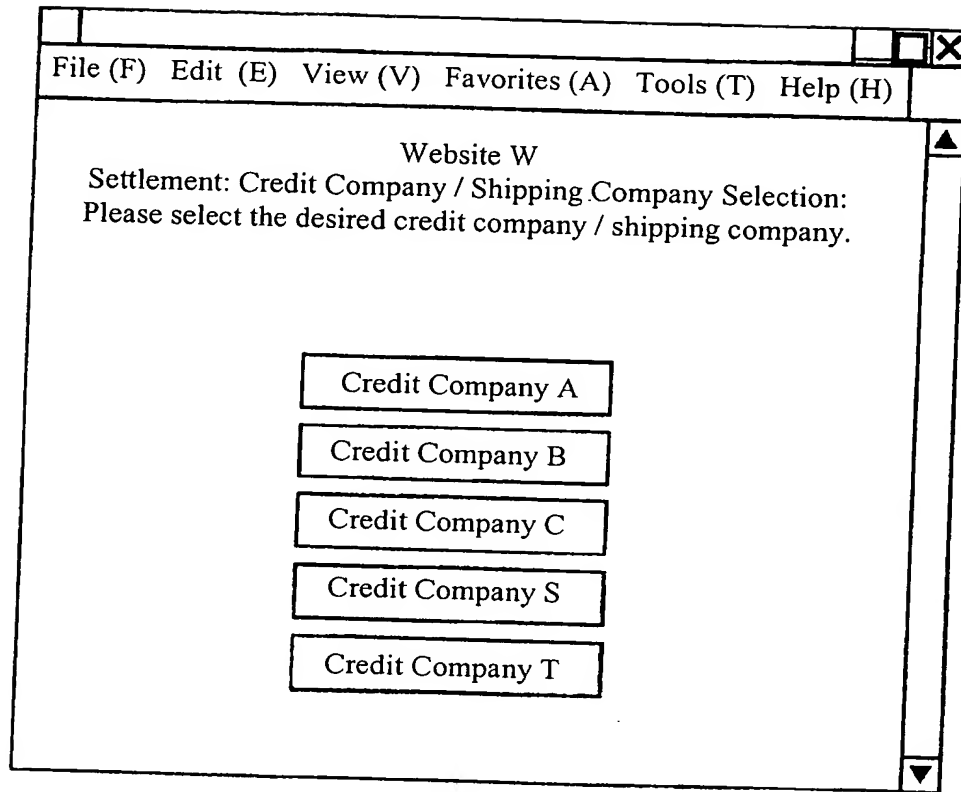 File (F) Edit (E) View (V) Favorites (A) Tools (T) Help (H)
Website W
Settlement: Credit Company / Shipping Company Selection:
Please select the desired credit company / shipping company.
Credit Company A
Credit Company B
Credit Company C
Credit Company S
Credit Company T